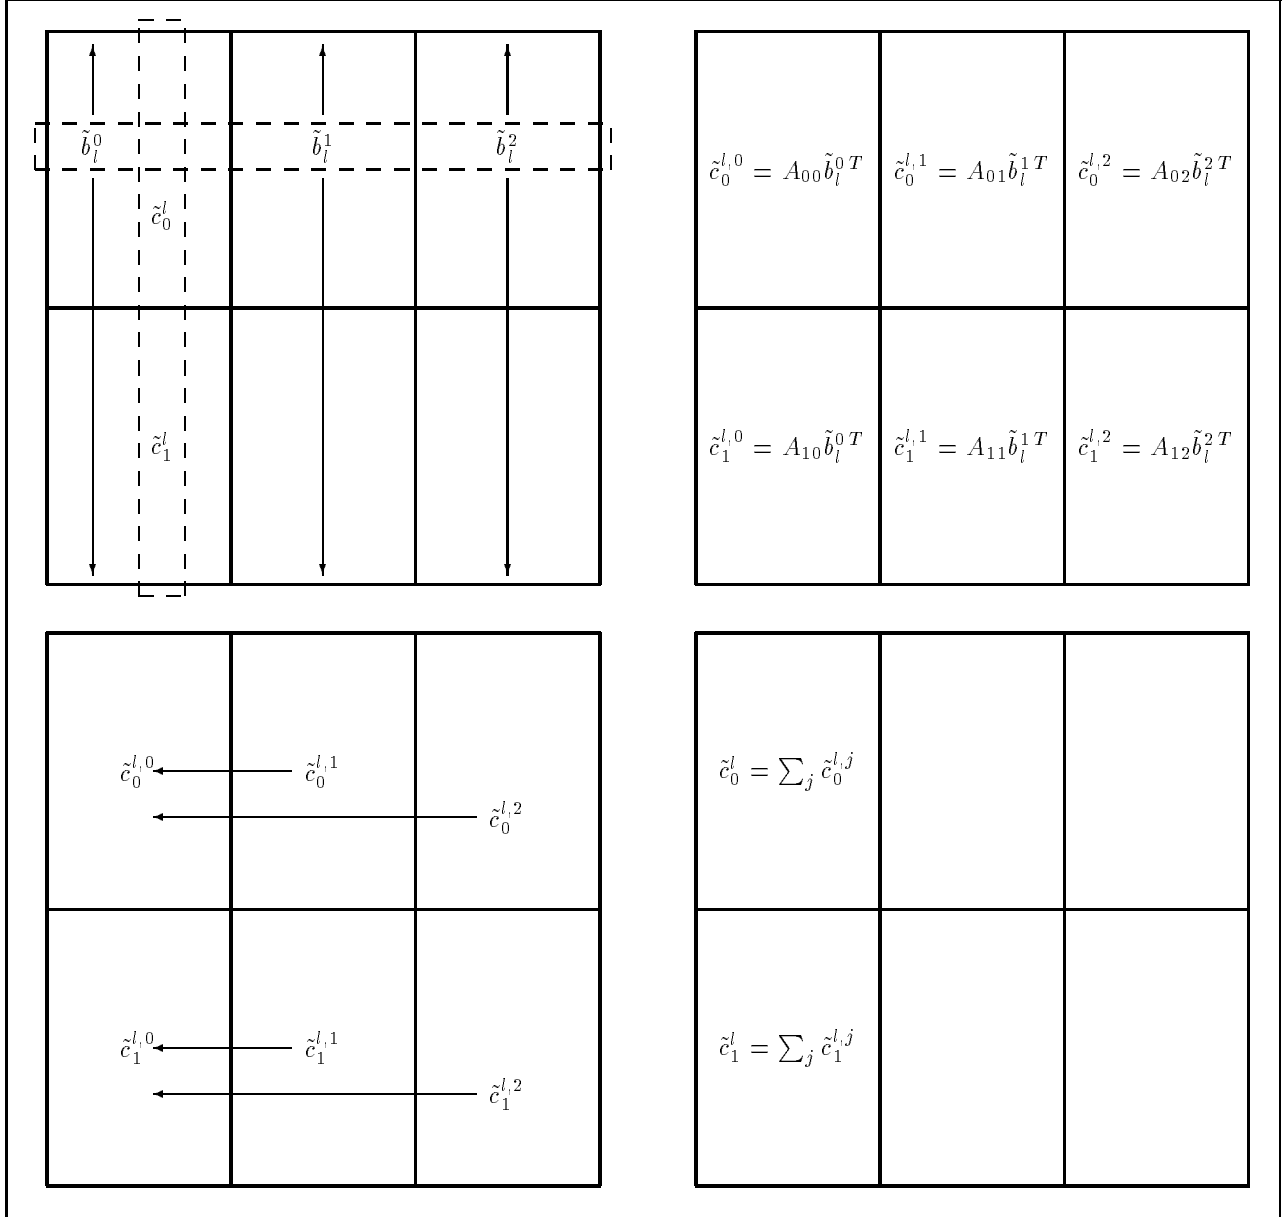 b̃_l^0 b̃_l^1 b̃_l^2
c̃_0^l
c̃_1^l
c̃_0^{l,0} = A_{00} b̃_l^{0 T} c̃_0^{l,1} = A_{01} b̃_l^{1 T} c̃_0^{l,2} = A_{02} b̃_l^{2 T}
c̃_1^{l,0} = A_{10} b̃_l^{0 T} c̃_1^{l,1} = A_{11} b̃_l^{1 T} c̃_1^{l,2} = A_{12} b̃_l^{2 T}
c̃_0^{l,0} c̃_0^{l,1}
c̃_0^{l,2}
c̃_1^{l,0} c̃_1^{l,1}
c̃_1^{l,2}
c̃_0^l = ∑_j c̃_0^{l,j}
c̃_1^l = ∑_j c̃_1^{l,j}